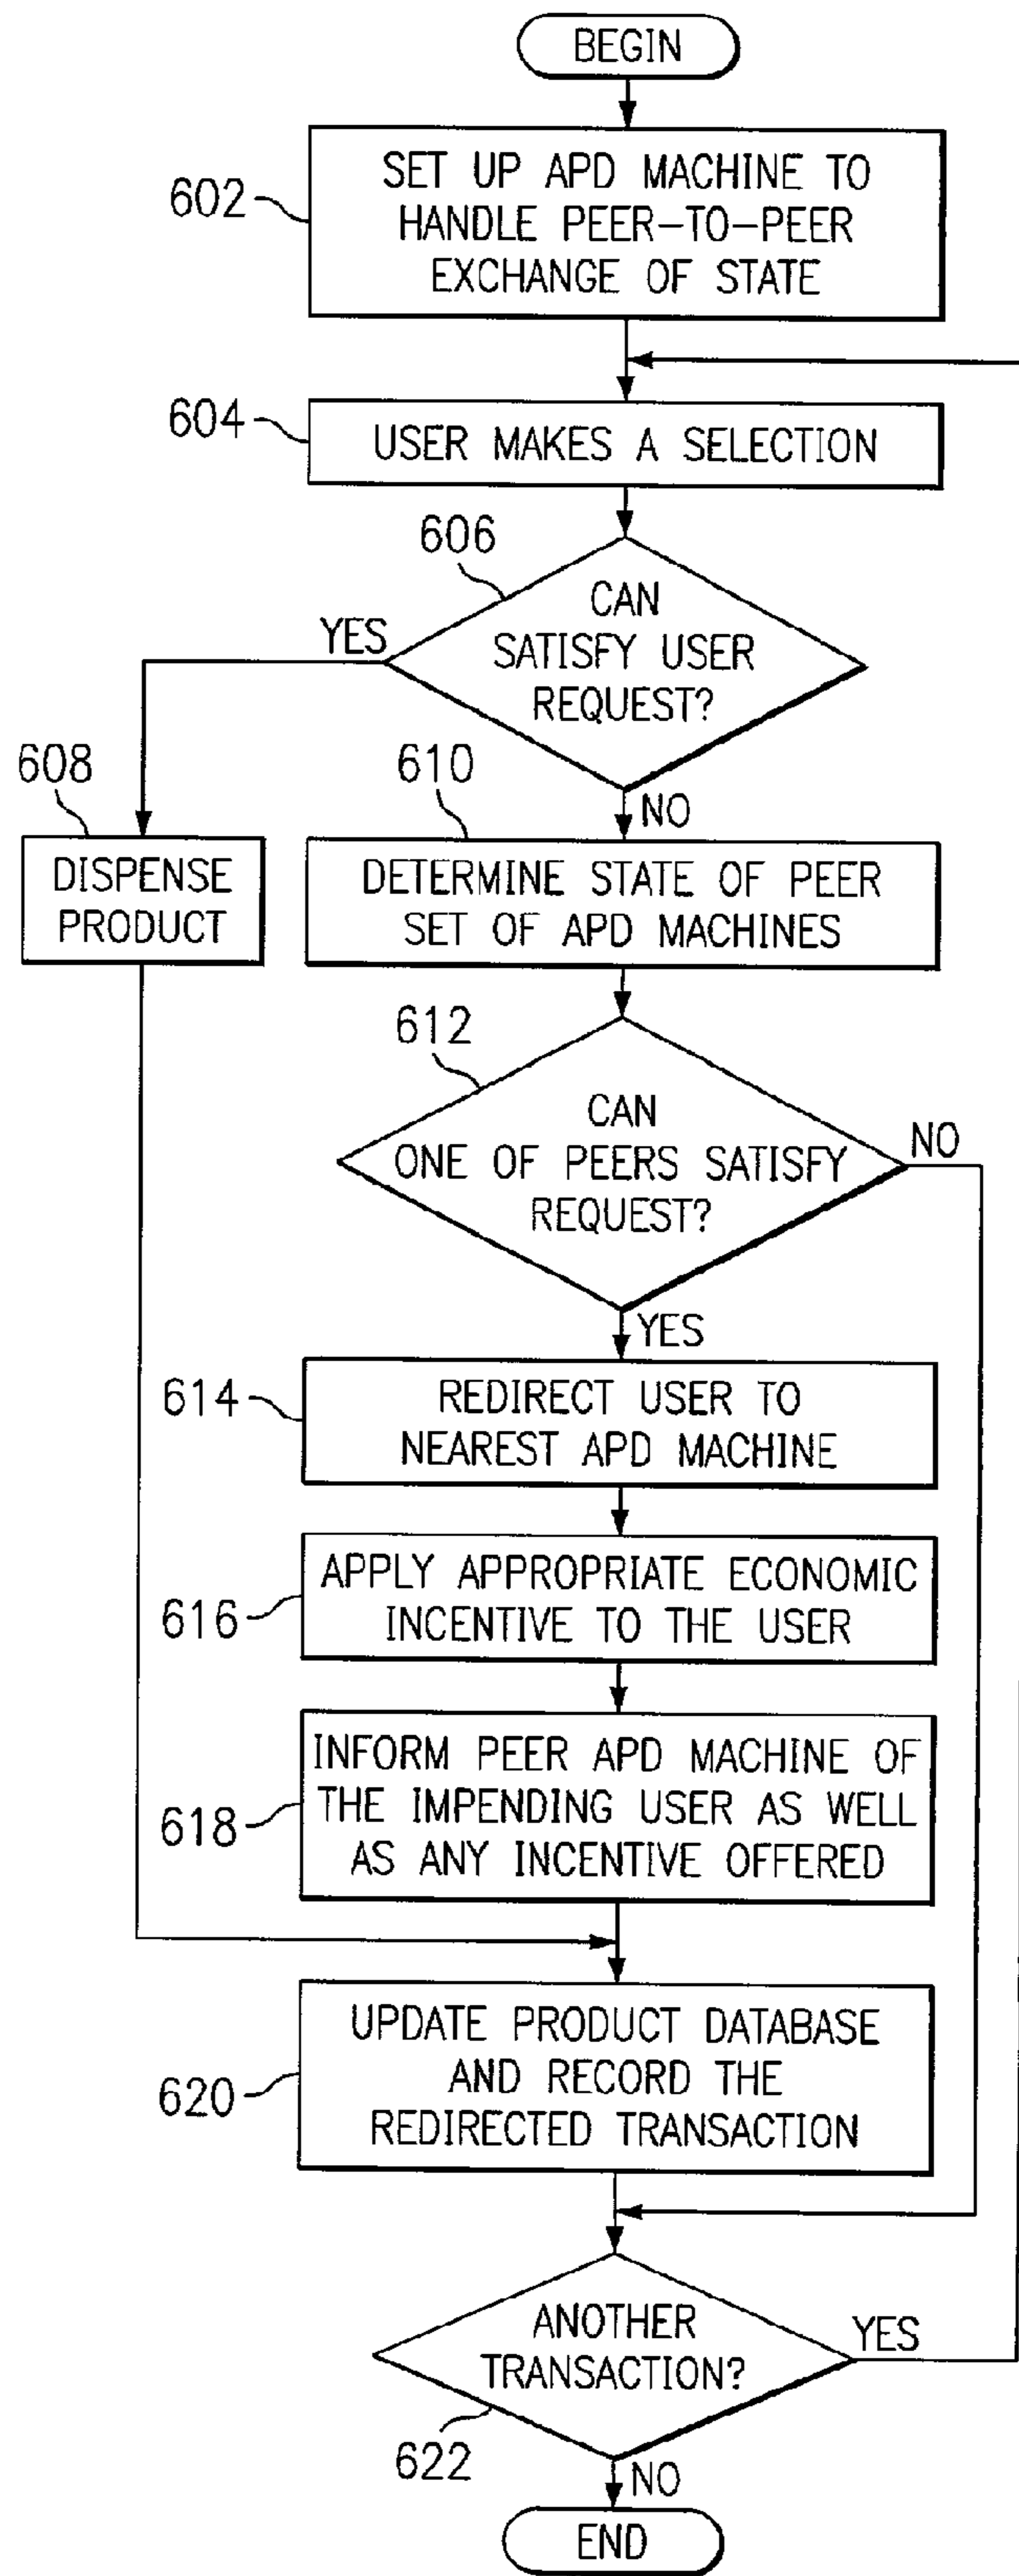 BEGIN
602
SET UP APD MACHINE TO
HANDLE PEER-TO-PEER
EXCHANGE OF STATE
604
USER MAKES A SELECTION
606
CAN
SATISFY USER
REQUEST?
YES
NO
608
DISPENSE
PRODUCT
610
DETERMINE STATE OF PEER
SET OF APD MACHINES
612
CAN
ONE OF PEERS SATISFY
REQUEST?
NO
YES
614
REDIRECT USER TO
NEAREST APD MACHINE
616
APPLY APPROPRIATE ECONOMIC
INCENTIVE TO THE USER
618
INFORM PEER APD MACHINE OF
THE IMPENDING USER AS WELL
AS ANY INCENTIVE OFFERED
620
UPDATE PRODUCT DATABASE
AND RECORD THE
REDIRECTED TRANSACTION
ANOTHER
TRANSACTION?
YES
622
NO
END